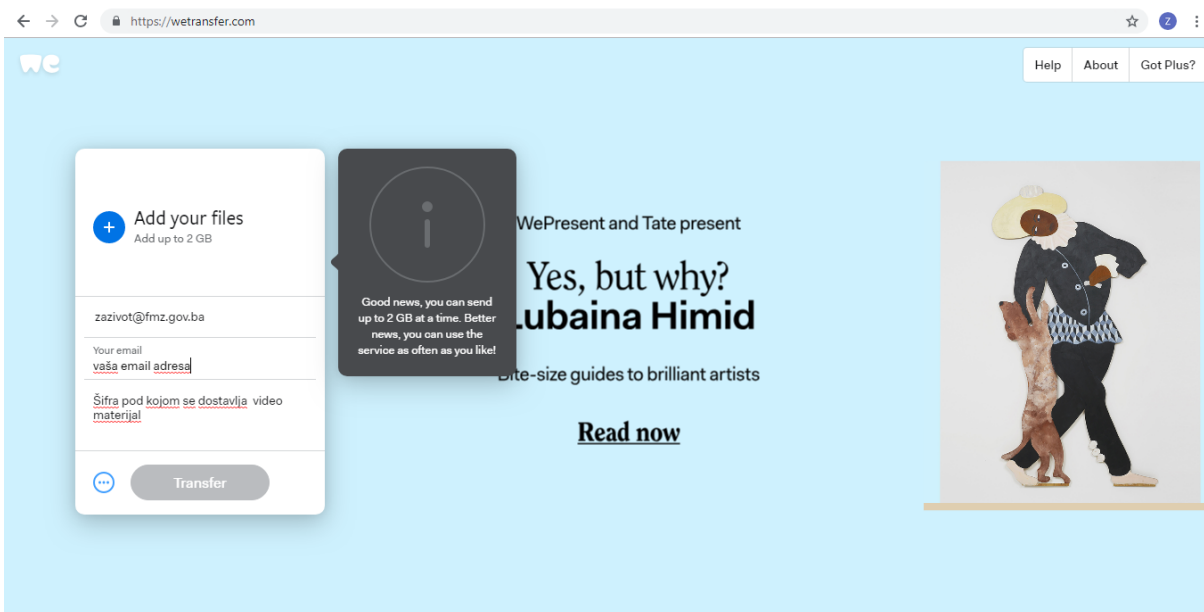 https://wetransfer.com
Z
we
Help
About
Got Plus?
Add your files
Add up to 2 GB
zazivot@fmz.gov.ba
Your email
vaša email adresa
Šifra pod kojom se dostavlja  video
materijal
Transfer
Good news, you can send
up to 2 GB at a time. Better
news, you can use the
service as often as you like!
WePresent and Tate present
Yes, but why?
Lubaina Himid
Bite-size guides to brilliant artists
Read now